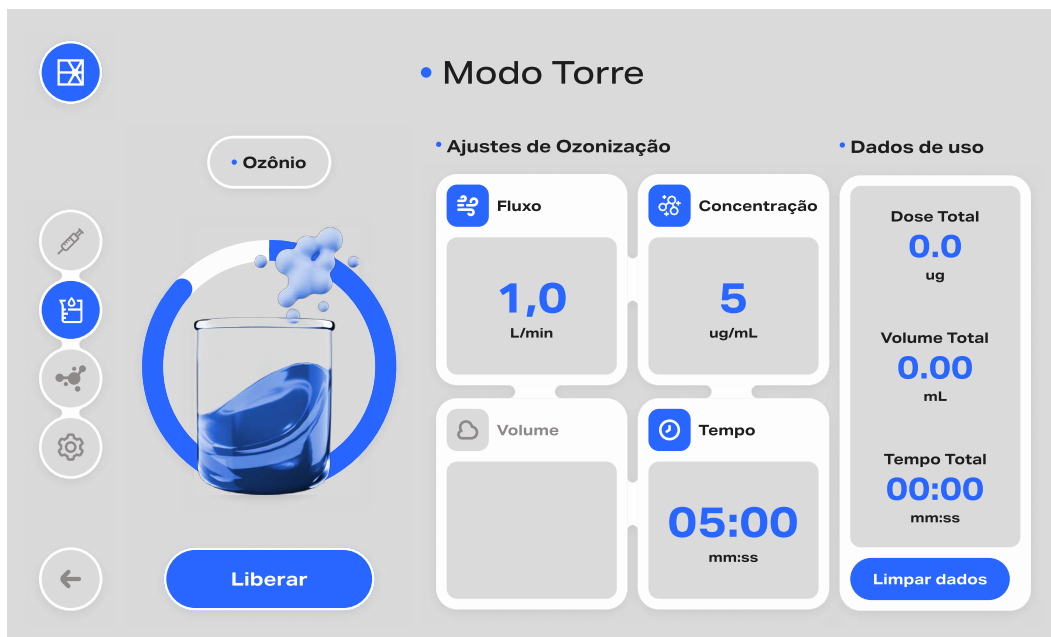 Modo Torre
Ozônio
Ajustes de Ozonização
Fluxo
1,0
L/min
Concentração
5
ug/mL
Volume
Tempo
05:00
mm:ss
Dados de uso
Dose Total
0.0
ug
Volume Total
0.00
mL
Tempo Total
00:00
mm:ss
Limpar dados
Liberar